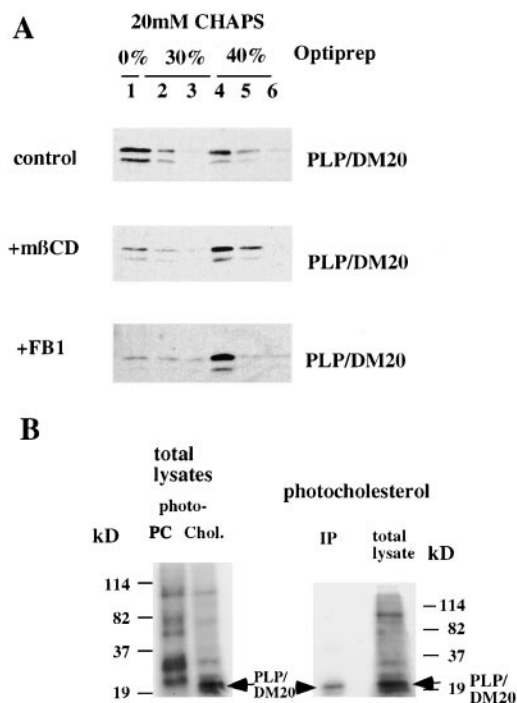 A
20mM CHAPS
0% 30% 40% Optiprep
1 2 3 4 5 6
control PLP/DM20
+mßCD PLP/DM20
+FB1 PLP/DM20
B
total
lysates
photo- photocholesterol
kD PC Chol. IP total
lysate kD
114 114
82 82
37 37
19 PLP/
DM20 19 PLP/
DM20